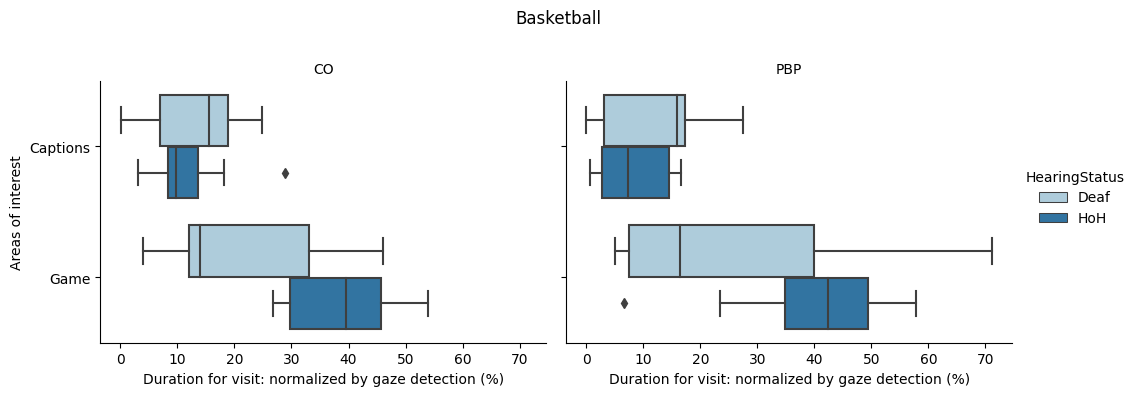 Basketball
CO
PBP
Areas of interest
Captions
Game
0 10 20 30 40 50 60 70
0 10 20 30 40 50 60 70
Duration for visit: normalized by gaze detection (%)
Duration for visit: normalized by gaze detection (%)
HearingStatus
Deaf
HoH